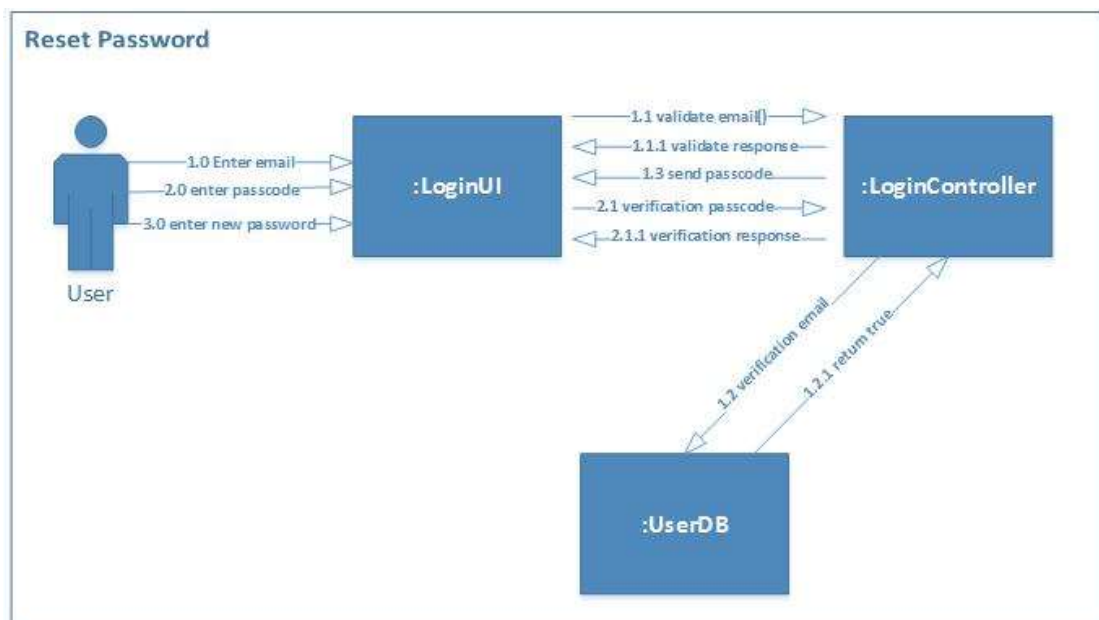 Reset Password
1.1 validate email()
1.0 Enter email
1.1.1 validate response
:LoginUI
1.3 send passcode
:LoginController
2.0 enter passcode
2.1 verification passcode
3.0 enter new password
2.1.1 verification response
User
1.2 verification email
1.2.1 return true
:UserDB